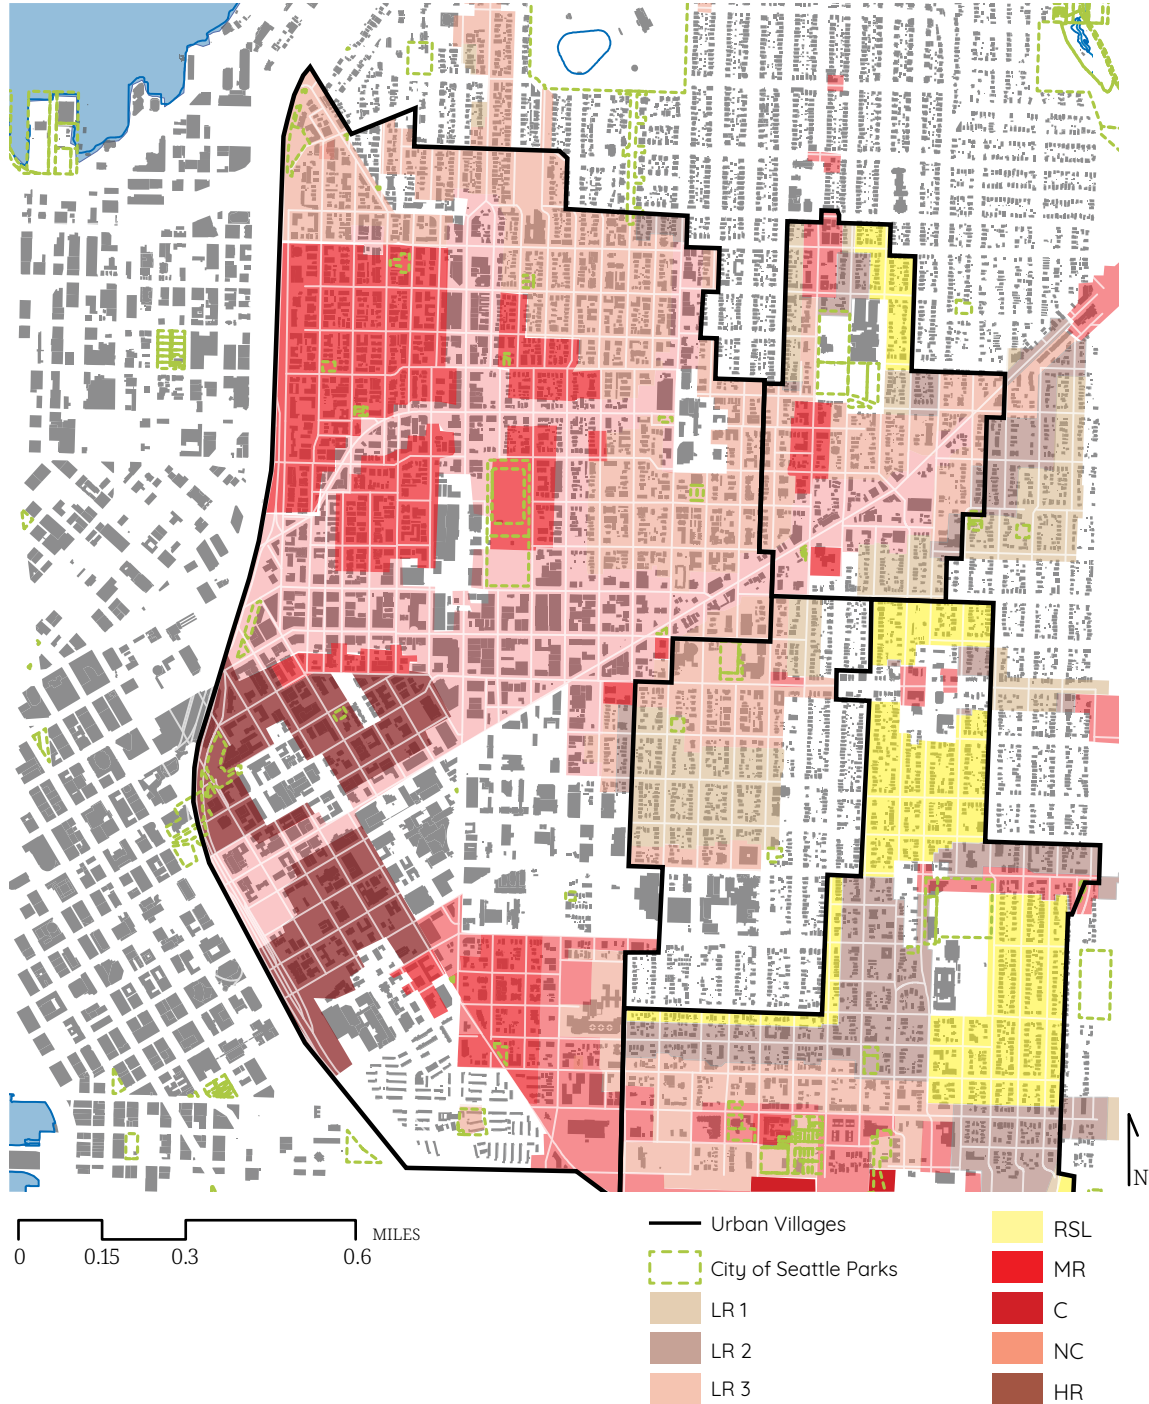 N
0 0.15 0.3 0.6 MILES
Urban Villages
City of Seattle Parks
LR 1
LR 2
LR 3
RSL
MR
C
NC
HR